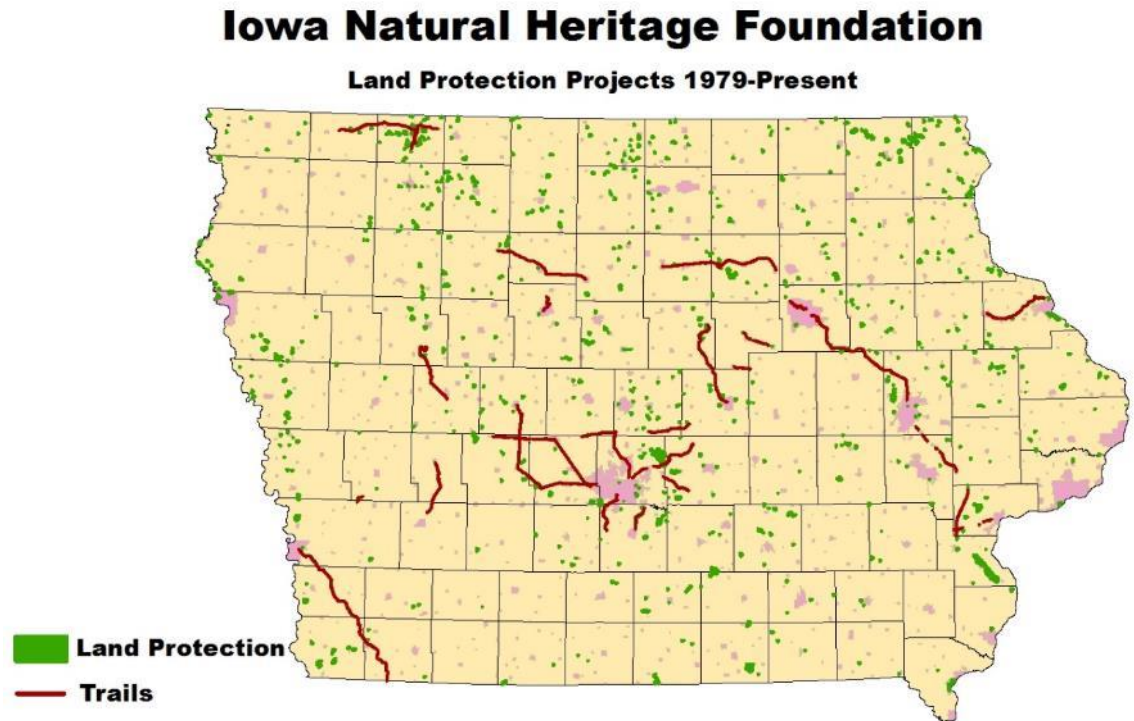 Iowa Natural Heritage Foundation
Land Protection Projects 1979-Present
Land Protection
Trails